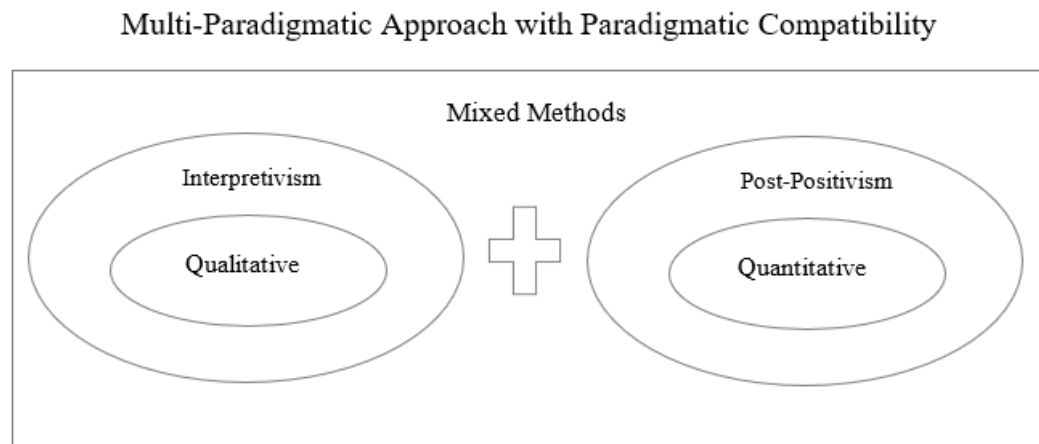 Multi-Paradigmatic Approach with Paradigmatic Compatibility
Mixed Methods
Interpretivism
Qualitative
Post-Positivism
Quantitative